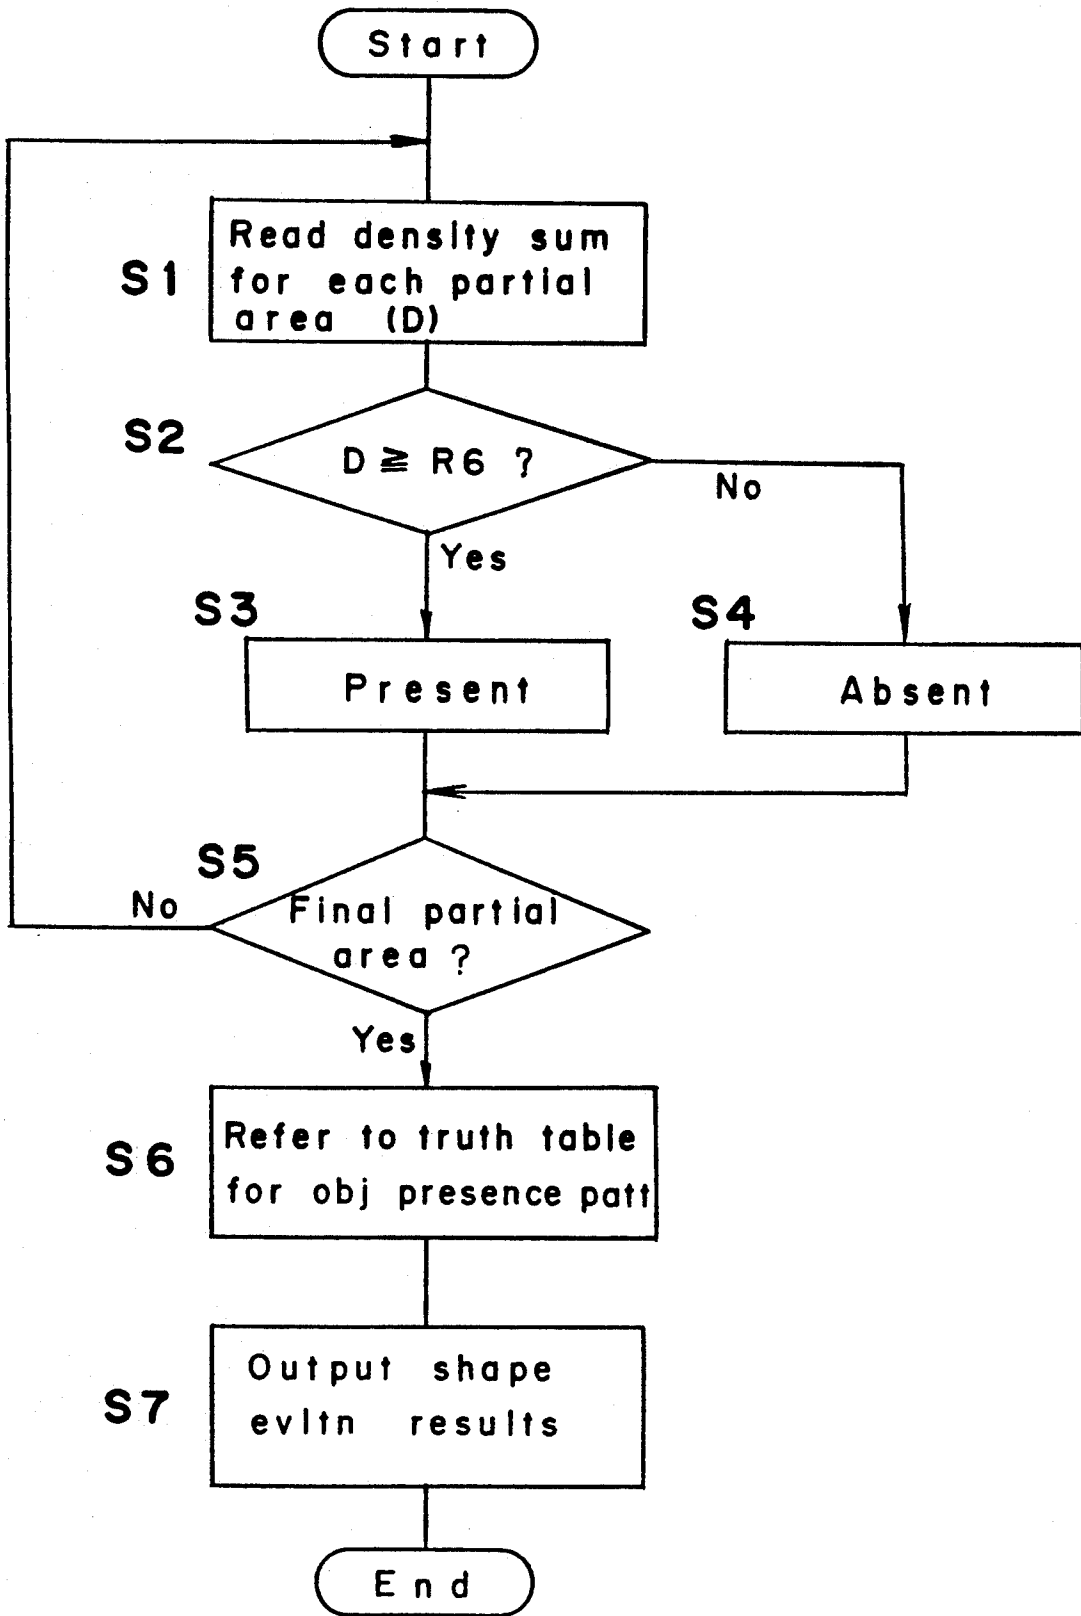 Start
Read density sum
S1
for each partial
area (D)
S2
D ≧ R6 ?
No
Yes
S3
S4
Present
Absent
S5
No
Final partial
area ?
Yes
Refer to truth table
S6
for obj presence patt
Output shape
S7
evltn results
End